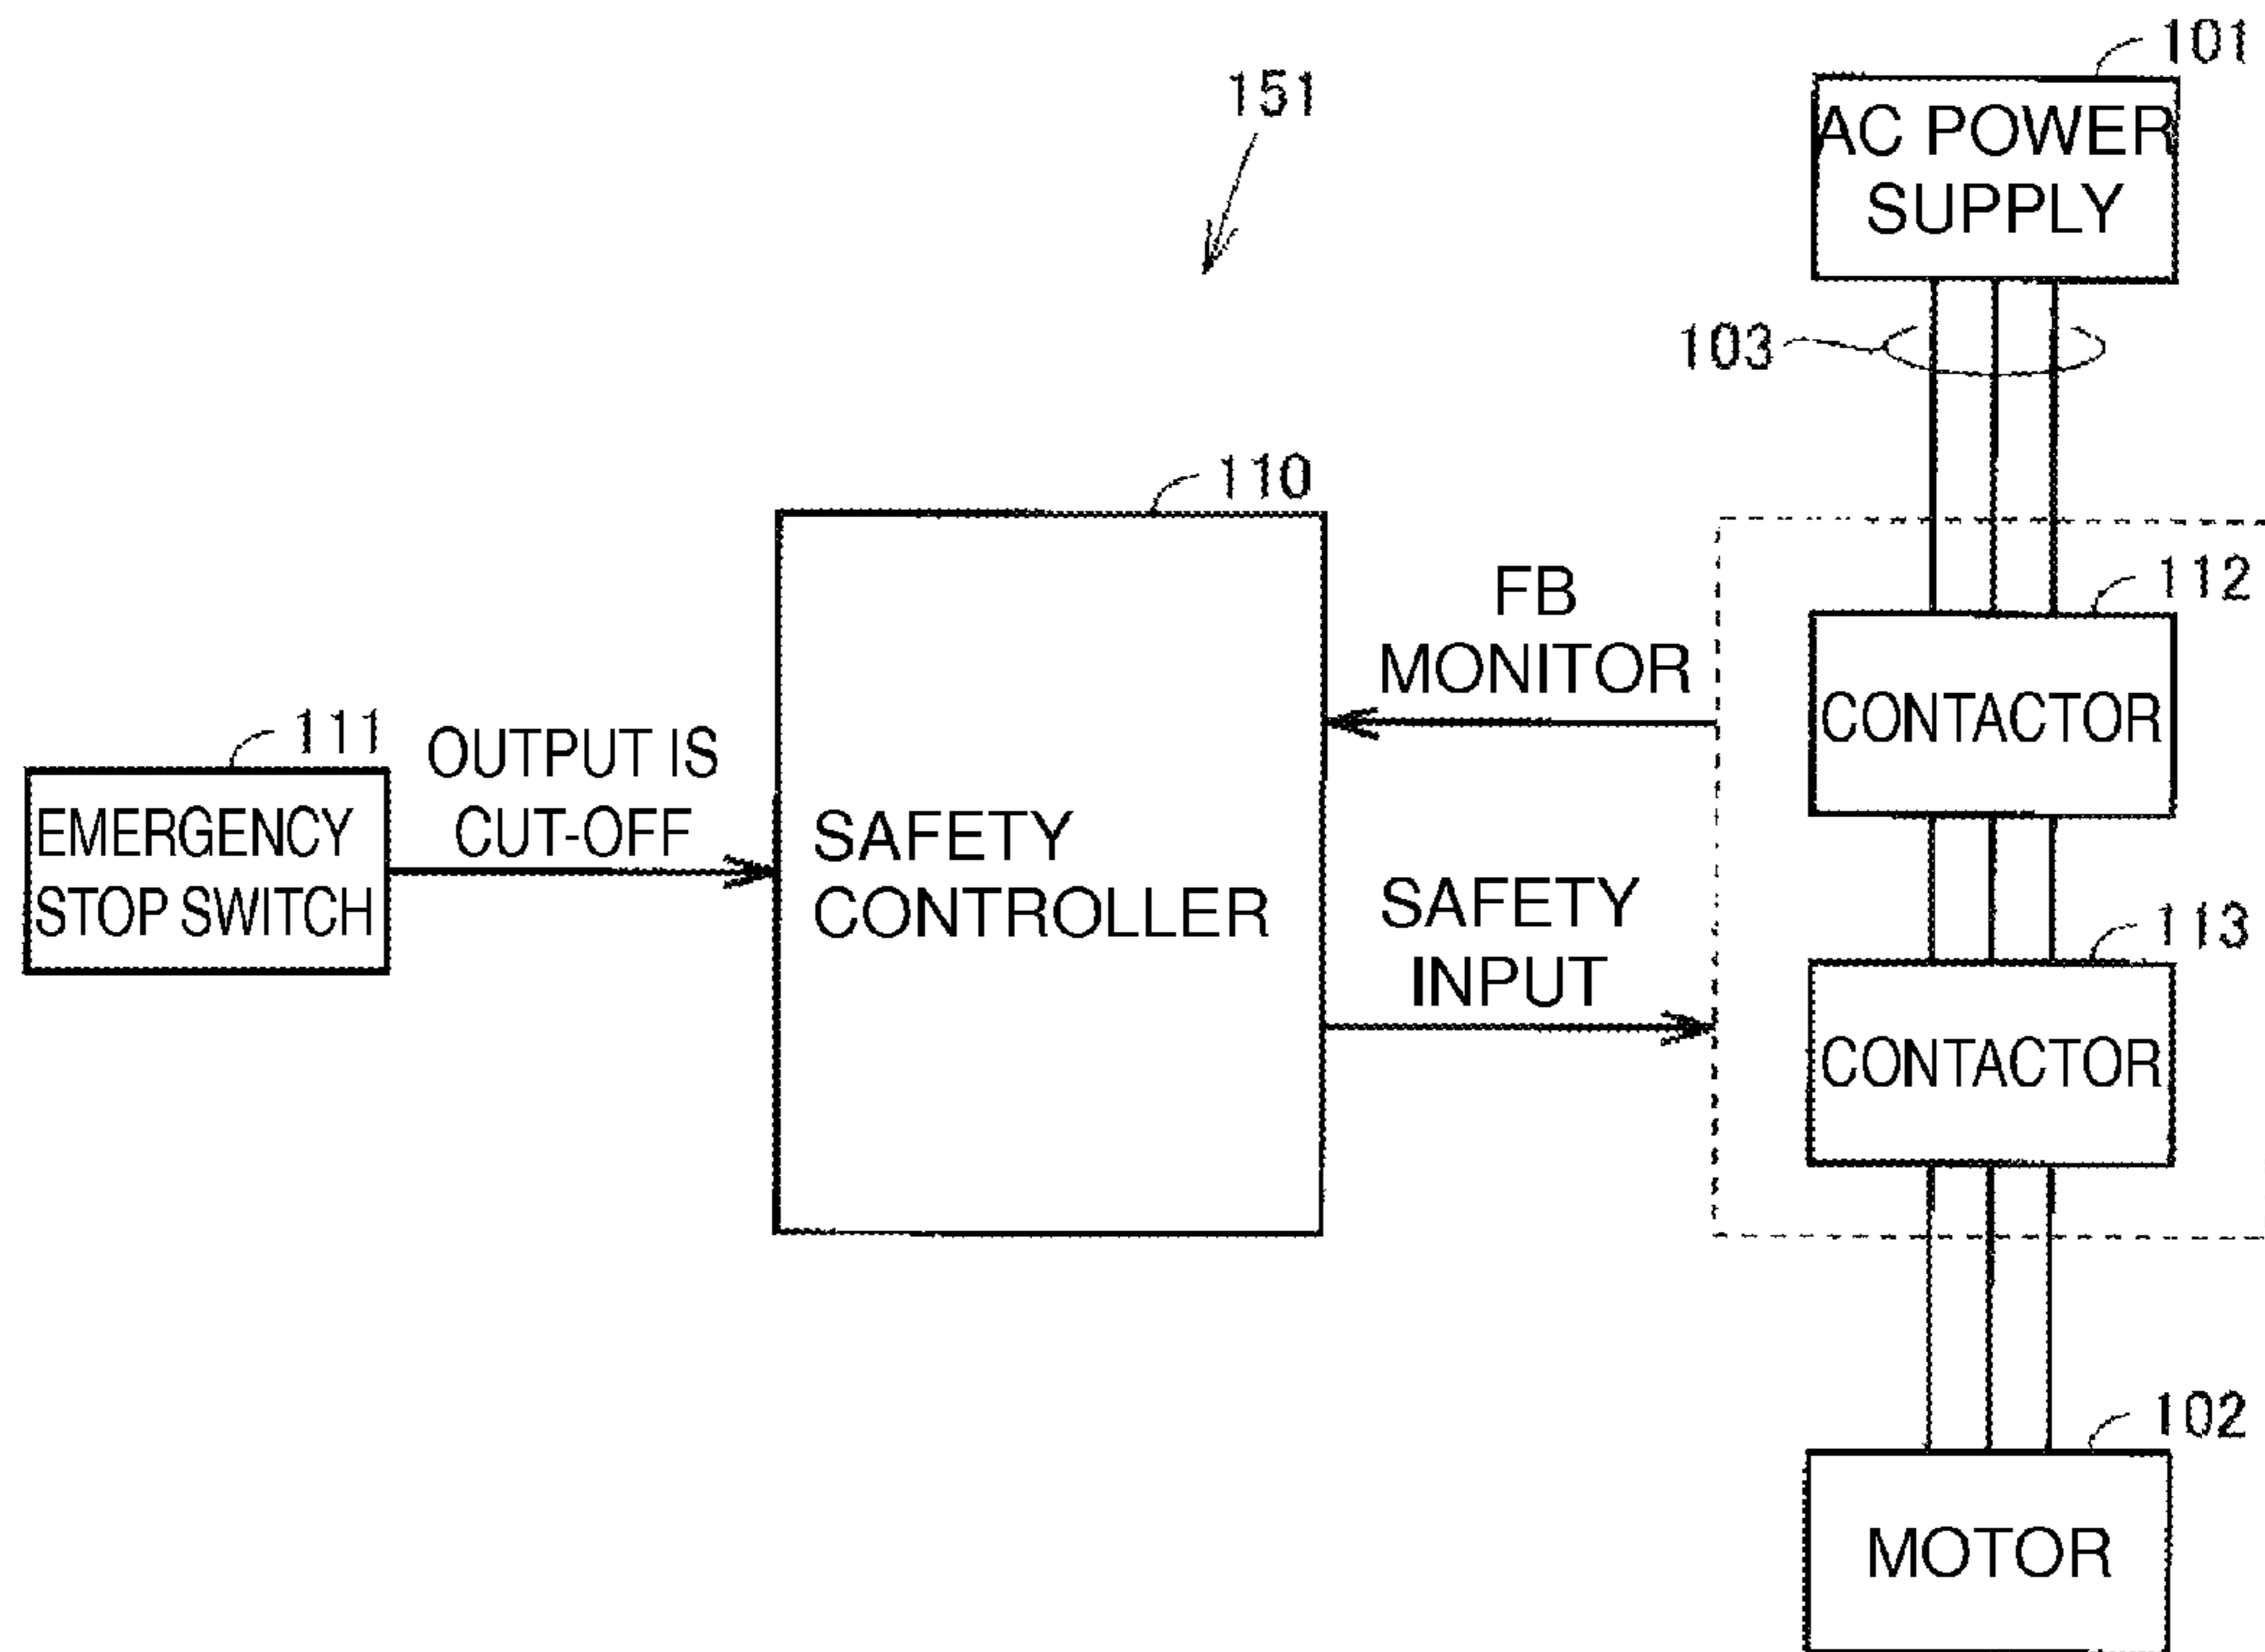 101
151
AC POWER
SUPPLY
103
110
112
FB
MONITOR
CONTACTOR
111
OUTPUT IS
CUT-OFF
EMERGENCY
STOP SWITCH
SAFETY
CONTROLLER
SAFETY
INPUT
113
CONTACTOR
102
MOTOR